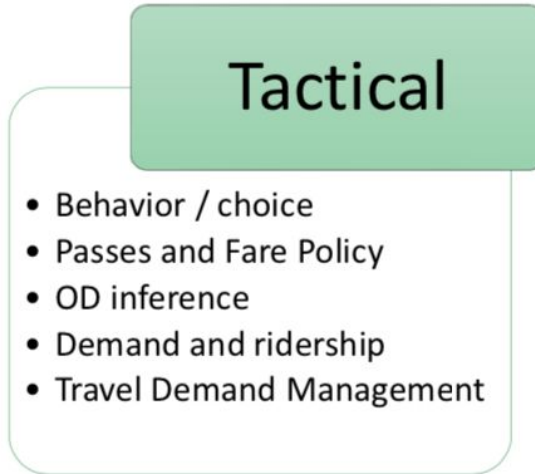 Tactical
• Behavior / choice
• Passes and Fare Policy
• OD inference
• Demand and ridership
• Travel Demand Management